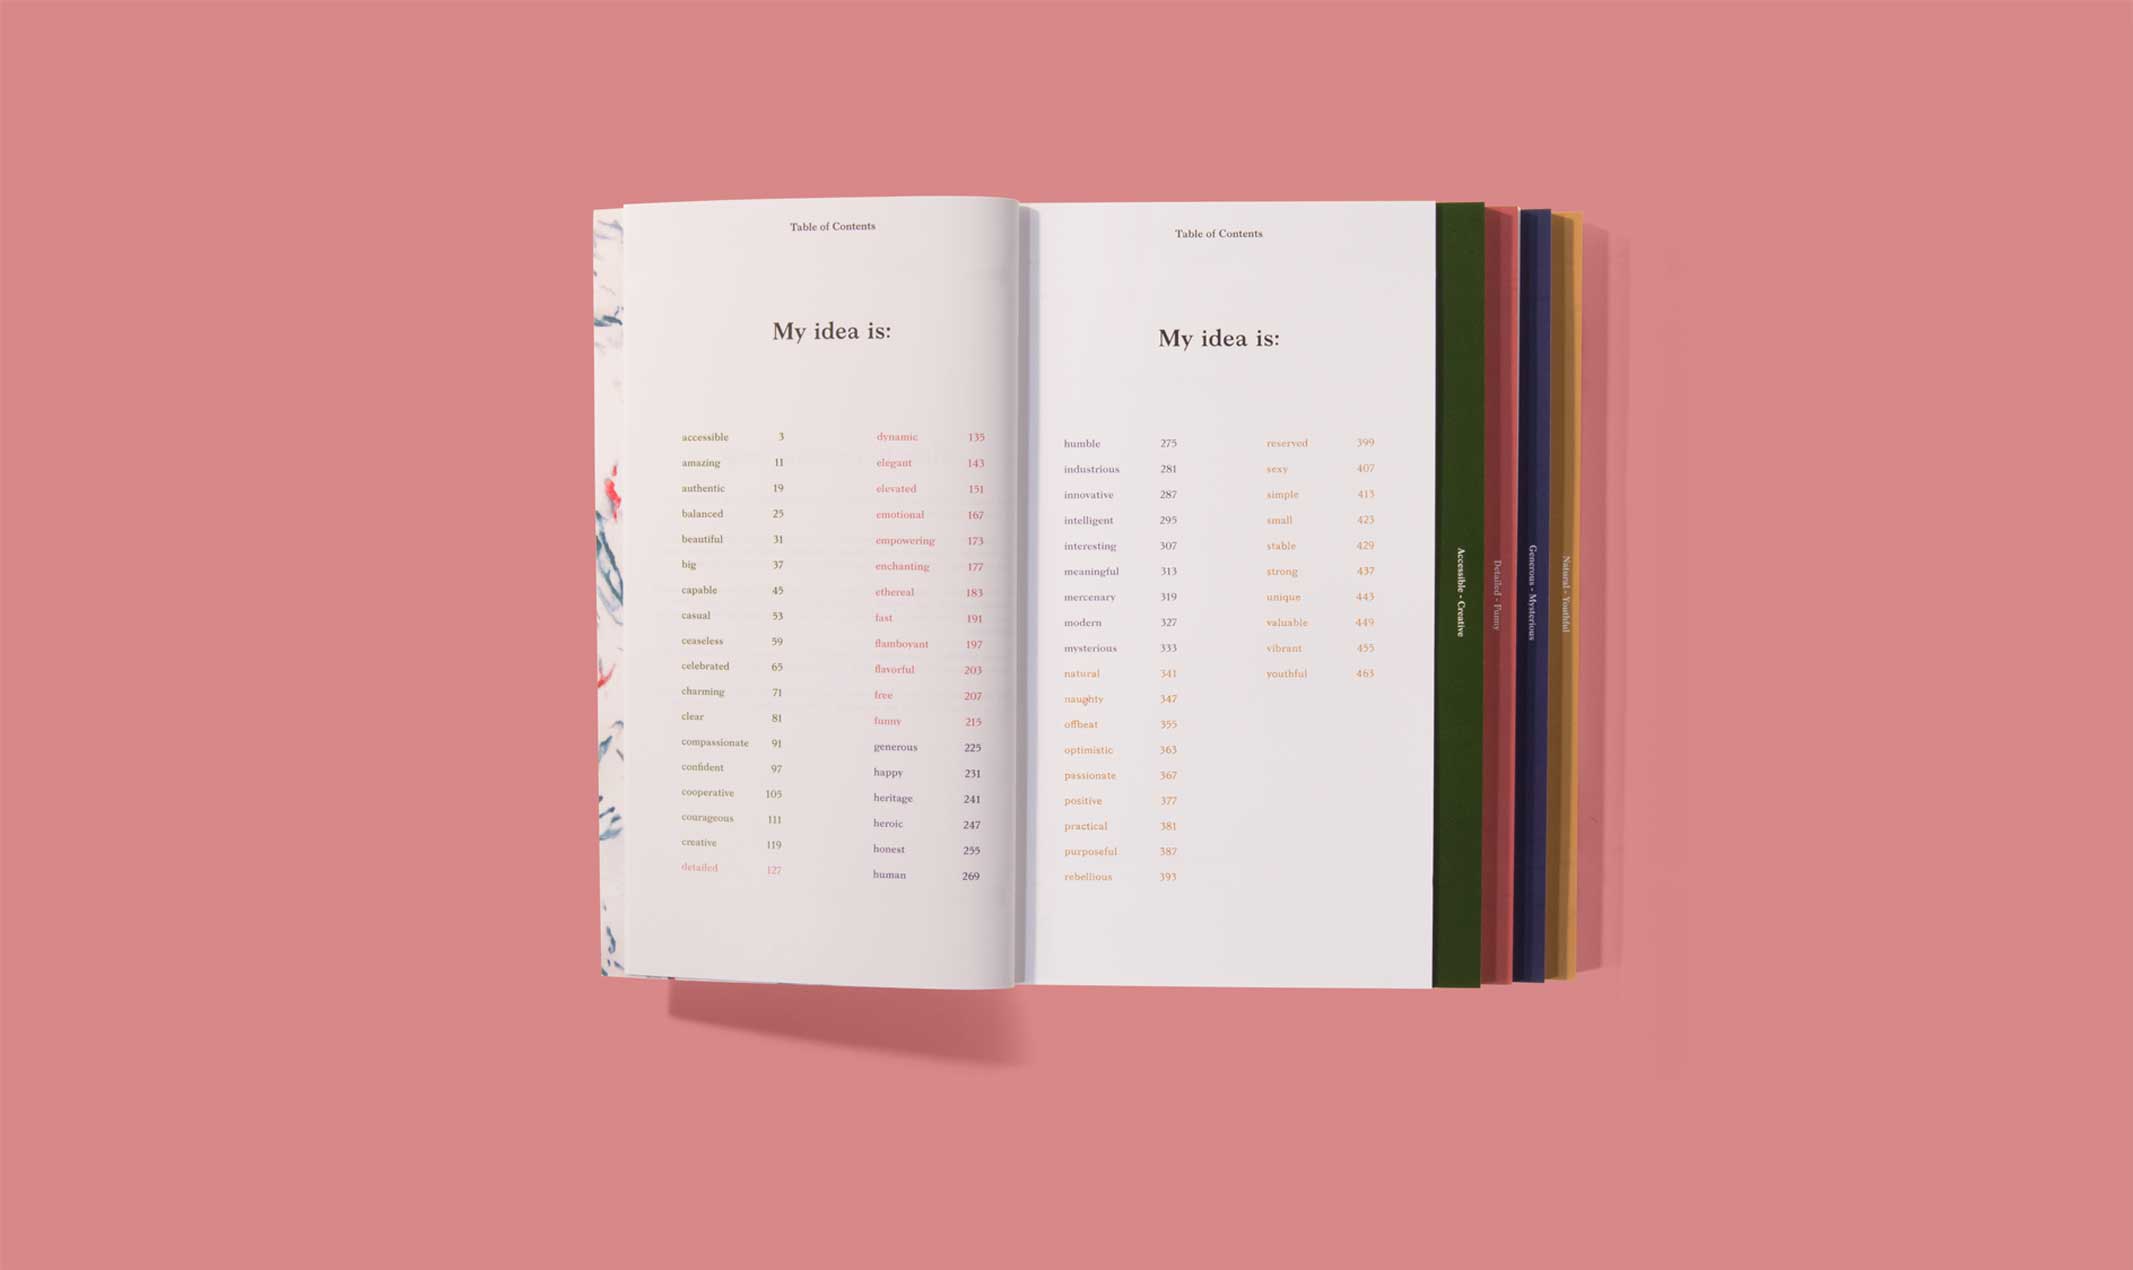 Table of Contents
My idea is:
accessible 3
amazing 11
authentic 19
balanced 25
beautiful 31
big 37
capable 45
casual 53
ceaseless 59
celebrated 65
charming 71
clear 81
compassionate 91
confident 97
cooperative 105
courageous 111
creative 119
detailed 127
dynamic 135
elegant 143
elevated 151
emotional 167
empowering 173
enchanting 177
ethereal 183
fast 191
flamboyant 197
flavorful 203
free 207
funny 215
generous 225
happy 231
heritage 241
heroic 247
honest 255
human 269
Table of Contents
My idea is:
humble 275
industrious 281
innovative 287
intelligent 295
interesting 307
meaningful 313
mercenary 319
modern 327
mysterious 333
natural 341
naughty 347
offbeat 355
optimistic 363
passionate 367
positive 377
practical 381
purposeful 387
rebellious 393
reserved 399
sexy 407
simple 413
small 423
stable 429
strong 437
unique 443
valuable 449
vibrant 455
youthful 463
Accessible - Creative
Detailed - Funny
Generous - Mysterious
Natural - Youthful